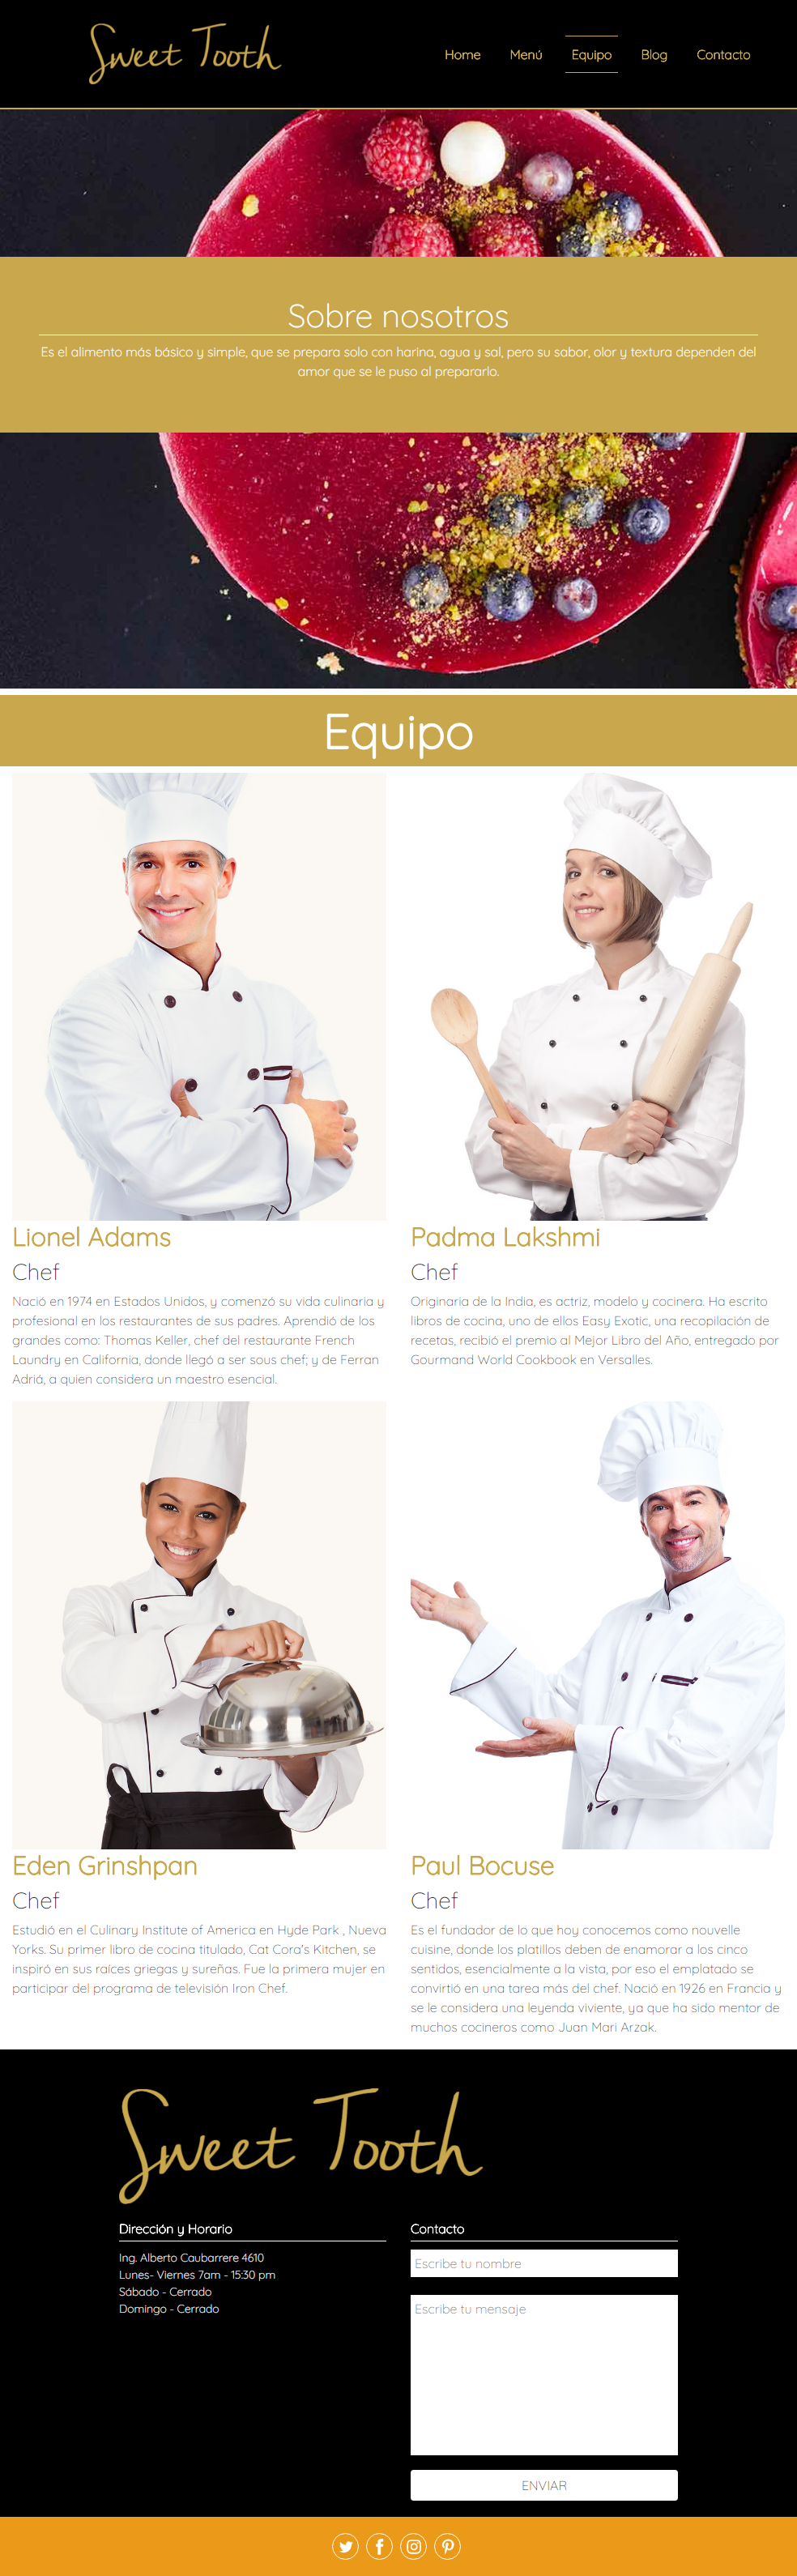 Sweet Tooth
Home Menú Equipo Blog Contacto
Sobre nosotros
Es el alimento más básico y simple, que se prepara solo con harina, agua y sal, pero su sabor, olor y textura dependen del
amor que se le puso al prepararlo.
Equipo
Lionel Adams
Chef
Nació en 1974 en Estados Unidos, y comenzó su vida culinaria y
profesional en los restaurantes de sus padres. Aprendió de los
grandes como: Thomas Keller, chef del restaurante French
Laundry en California, donde llegó a ser sous chef; y de Ferran
Adriá, a quien considera un maestro esencial.
Padma Lakshmi
Chef
Originaria de la India, es actriz, modelo y cocinera. Ha escrito
libros de cocina, uno de ellos Easy Exotic, una recopilación de
recetas, recibió el premio al Mejor Libro del Año, entregado por
Gourmand World Cookbook en Versalles.
Eden Grinshpan
Chef
Estudió en el Culinary Institute of America en Hyde Park , Nueva
Yorks. Su primer libro de cocina titulado, Cat Cora's Kitchen, se
inspiró en sus raíces griegas y sureñas. Fue la primera mujer en
participar del programa de televisión Iron Chef.
Paul Bocuse
Chef
Es el fundador de lo que hoy conocemos como nouvelle
cuisine, donde los platillos deben de enamorar a los cinco
sentidos, esencialmente a la vista, por eso el emplatado se
convirtió en una tarea más del chef. Nació en 1926 en Francia y
se le considera una leyenda viviente, ya que ha sido mentor de
muchos cocineros como Juan Mari Arzak.
Sweet Tooth
Dirección y Horario
Ing. Alberto Caubarrere 4610
Lunes- Viernes 7am - 15:30 pm
Sábado - Cerrado
Domingo - Cerrado
Contacto
Escribe tu nombre
Escribe tu mensaje
ENVIAR